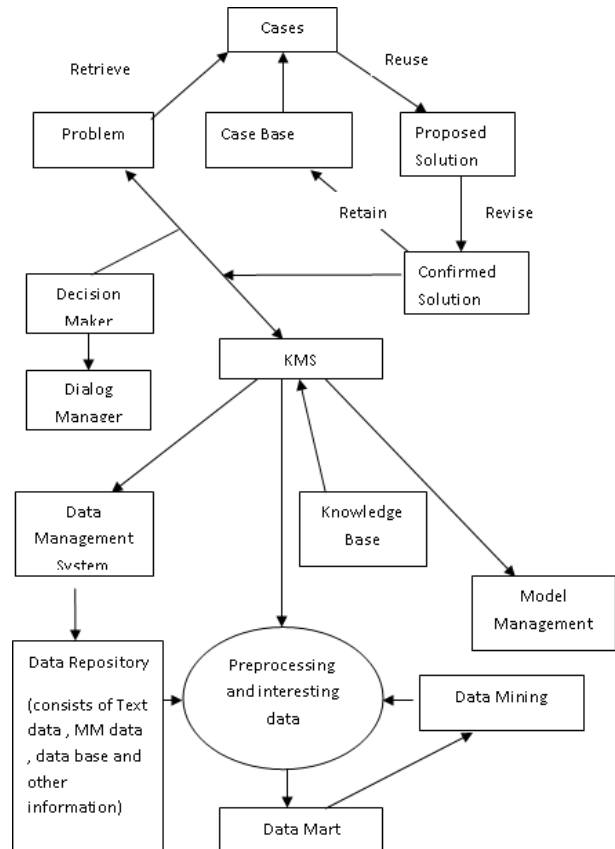 Cases
Retrieve
Reuse
Problem
Case Base
Proposed
Solution
Retain
Revise
Decision
Maker
Confirmed
Solution
KMS
Dialog
Manager
Data
Management
System
Knowledge
Base
Model
Management
Data Repository
(consists of Text
data , MM data
, data base and
other
information)
Preprocessing
and interesting
data
Data Mining
Data Mart